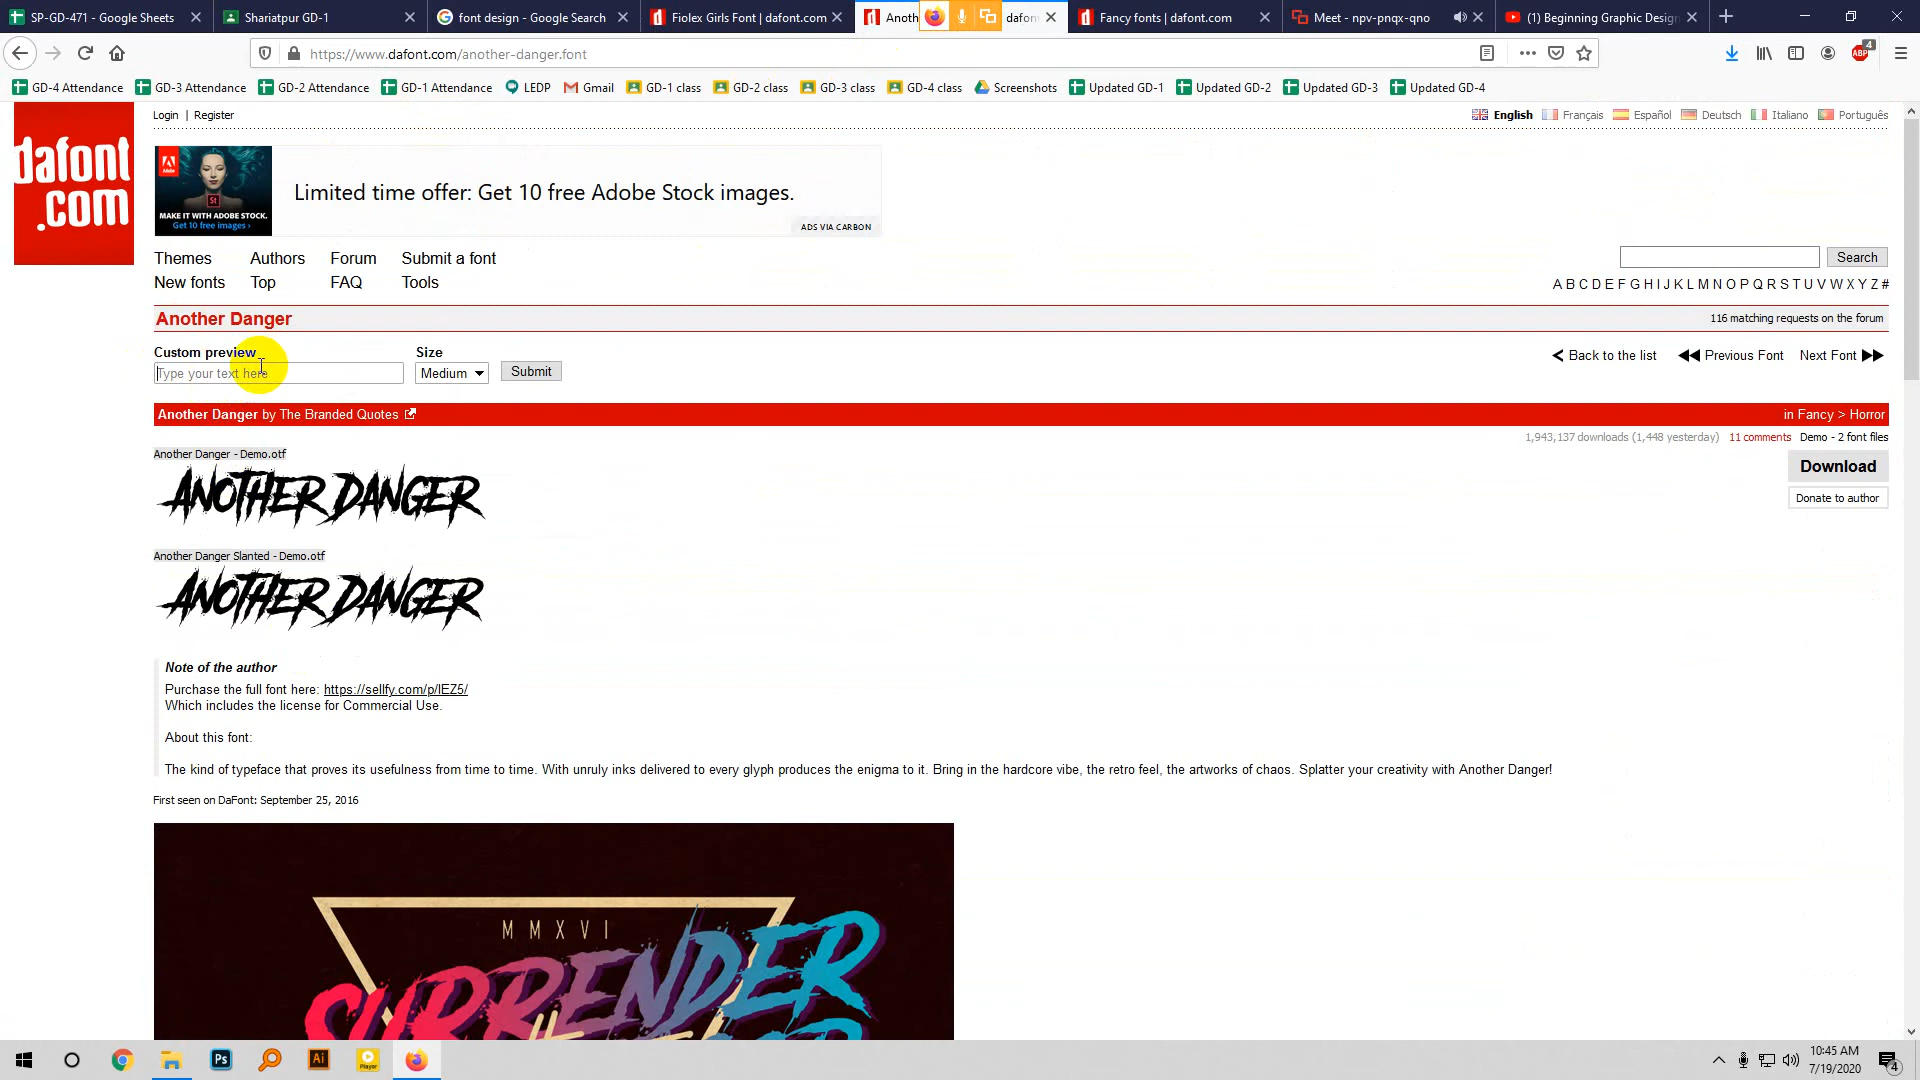 SP-GD-471 - Google Sheets
Shariatpur GD-1
font design - Google Search
Fiolex Girls Font | dafont.com
Anoth
dafon
Fancy fonts | dafont.com
Meet - npv-pnqx-qno
(1) Beginning Graphic Design
https://www.dafont.com/another-danger.font
ABP
4
GD-4 Attendance
GD-3 Attendance
GD-2 Attendance
GD-1 Attendance
LEDP
Gmail
GD-1 class
GD-2 class
GD-3 class
GD-4 class
Screenshots
Updated GD-1
Updated GD-2
Updated GD-3
Updated GD-4
dafont
.com
Login | Register
English
Français
Español
Deutsch
Italiano
Português
St
MAKE IT WITH ADOBE STOCK.
Get 10 free images ›
Limited time offer: Get 10 free Adobe Stock images.
ADS VIA CARBON
Themes Authors Forum Submit a font
New fonts Top FAQ Tools
Search
A B C D E F G H I J K L M N O P Q R S T U V W X Y Z #
Another Danger
116 matching requests on the forum
Custom preview
Size
Type your text here
Medium
Submit
Back to the list
Previous Font
Next Font
Another Danger by The Branded Quotes
in Fancy > Horror
1,943,137 downloads (1,448 yesterday) 11 comments Demo - 2 font files
Another Danger - Demo.otf
ANOTHER DANGER
Download
Donate to author
Another Danger Slanted - Demo.otf
ANOTHER DANGER
Note of the author
Purchase the full font here: https://sellfy.com/p/IEZ5/
Which includes the license for Commercial Use.
About this font:
The kind of typeface that proves its usefulness from time to time. With unruly inks delivered to every glyph produces the enigma to it. Bring in the hardcore vibe, the retro feel, the artworks of chaos. Splatter your creativity with Another Danger!
First seen on DaFont: September 25, 2016
MMXVI
SURRENDER
Ps
Ai
Player
10:45 AM
7/19/2020
4